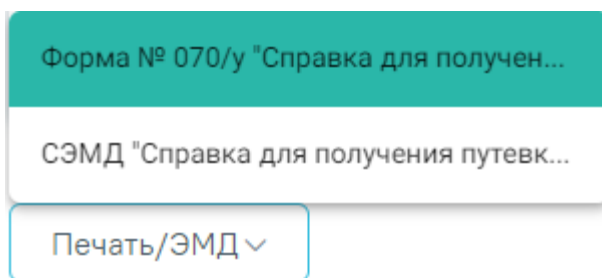 Форма № 070/у "Справка для получен...
СЭМД "Справка для получения путевк...
Печать/ЭМД